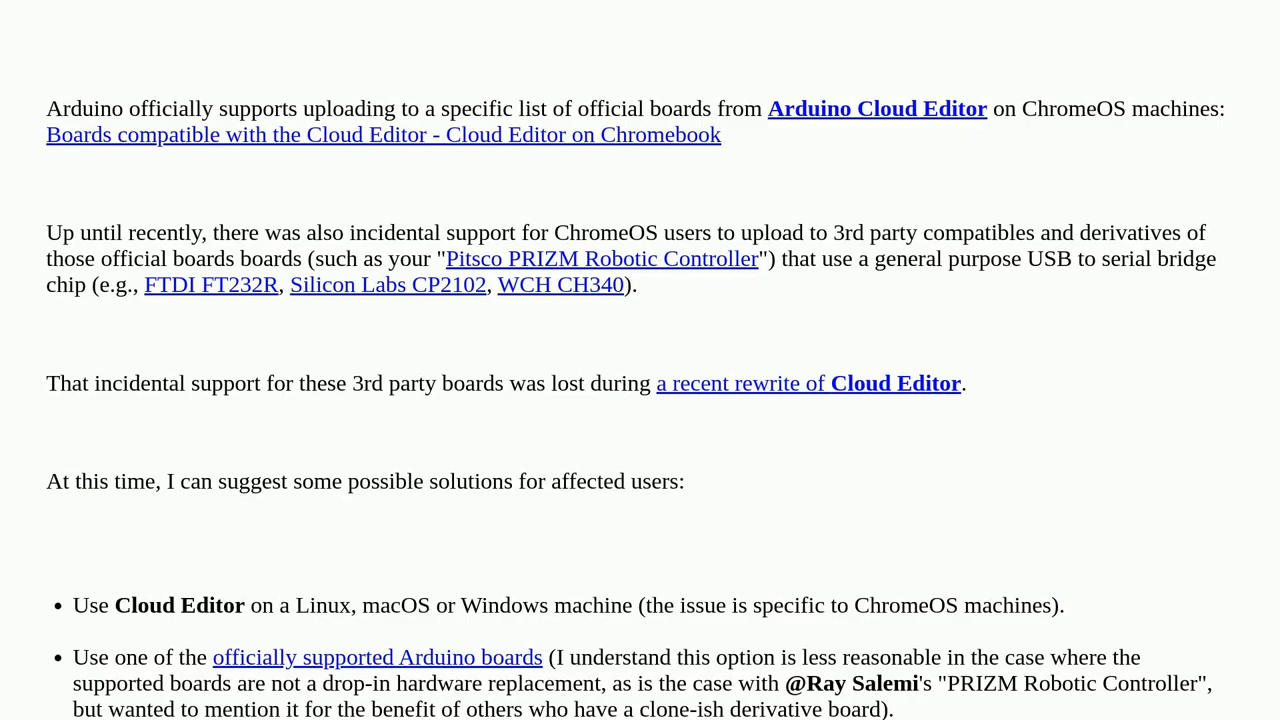 Arduino officially supports uploading to a specific list of official boards from Arduino Cloud Editor on ChromeOS machines:
Boards compatible with the Cloud Editor - Cloud Editor on Chromebook
Up until recently, there was also incidental support for ChromeOS users to upload to 3rd party compatibles and derivatives of
those official boards boards (such as your "Pitsco PRIZM Robotic Controller") that use a general purpose USB to serial bridge
chip (e.g., FTDI FT232R, Silicon Labs CP2102, WCH CH340).
That incidental support for these 3rd party boards was lost during a recent rewrite of Cloud Editor.
At this time, I can suggest some possible solutions for affected users:
• Use Cloud Editor on a Linux, macOS or Windows machine (the issue is specific to ChromeOS machines).
• Use one of the officially supported Arduino boards (I understand this option is less reasonable in the case where the
supported boards are not a drop-in hardware replacement, as is the case with @Ray Salemi's "PRIZM Robotic Controller",
but wanted to mention it for the benefit of others who have a clone-ish derivative board).